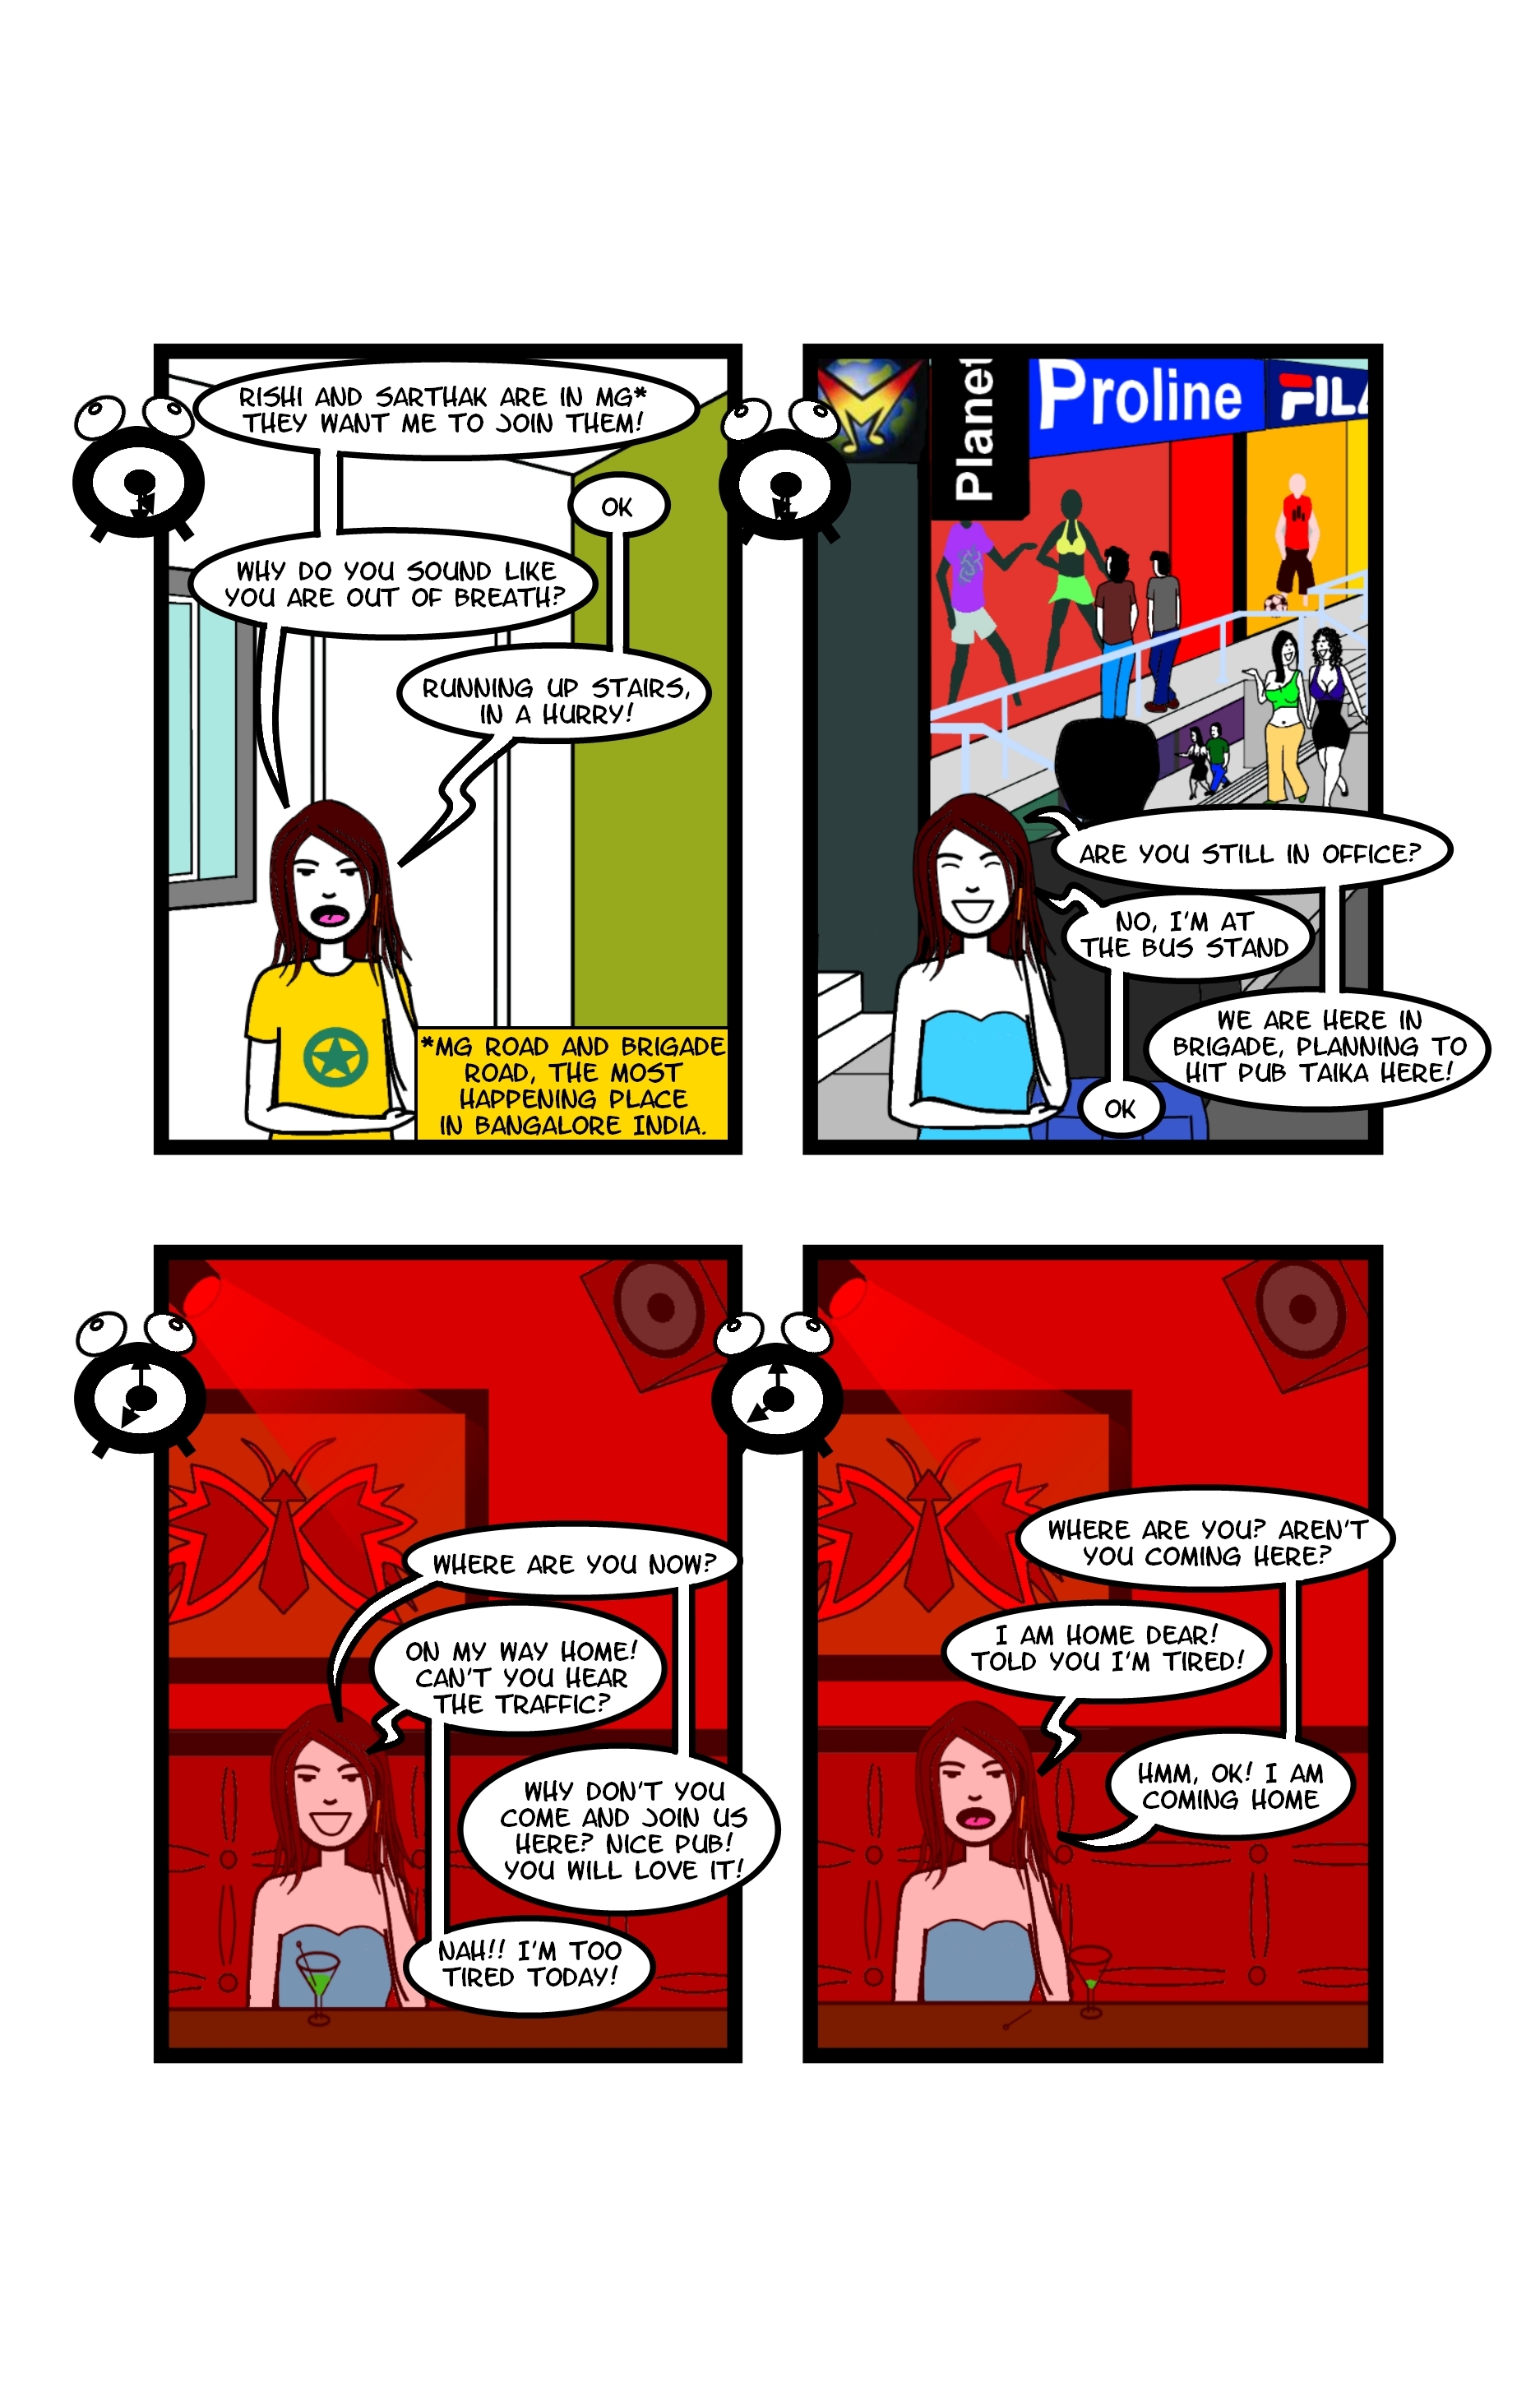 RISHI AND SARTHAK ARE IN MG*
THEY WANT ME TO JOIN THEM!
OK
WHY DO YOU SOUND LIKE
YOU ARE OUT OF BREATH?
RUNNING UP STAIRS,
IN A HURRY!
*MG ROAD AND BRIGADE
ROAD, THE MOST
HAPPENING PLACE
IN BANGALORE INDIA.
Planet
Proline
FILA
ARE YOU STILL IN OFFICE?
NO, I'M AT
THE BUS STAND
WE ARE HERE IN
BRIGADE, PLANNING TO
HIT PUB TAIKA HERE!
OK
WHERE ARE YOU NOW?
ON MY WAY HOME!
CAN'T YOU HEAR
THE TRAFFIC?
WHY DON'T YOU
COME AND JOIN US
HERE? NICE PUB!
YOU WILL LOVE IT!
NAH!! I'M TOO
TIRED TODAY!
WHERE ARE YOU? AREN'T
YOU COMING HERE?
I AM HOME DEAR!
TOLD YOU I'M TIRED!
HMM, OK! I AM
COMING HOME